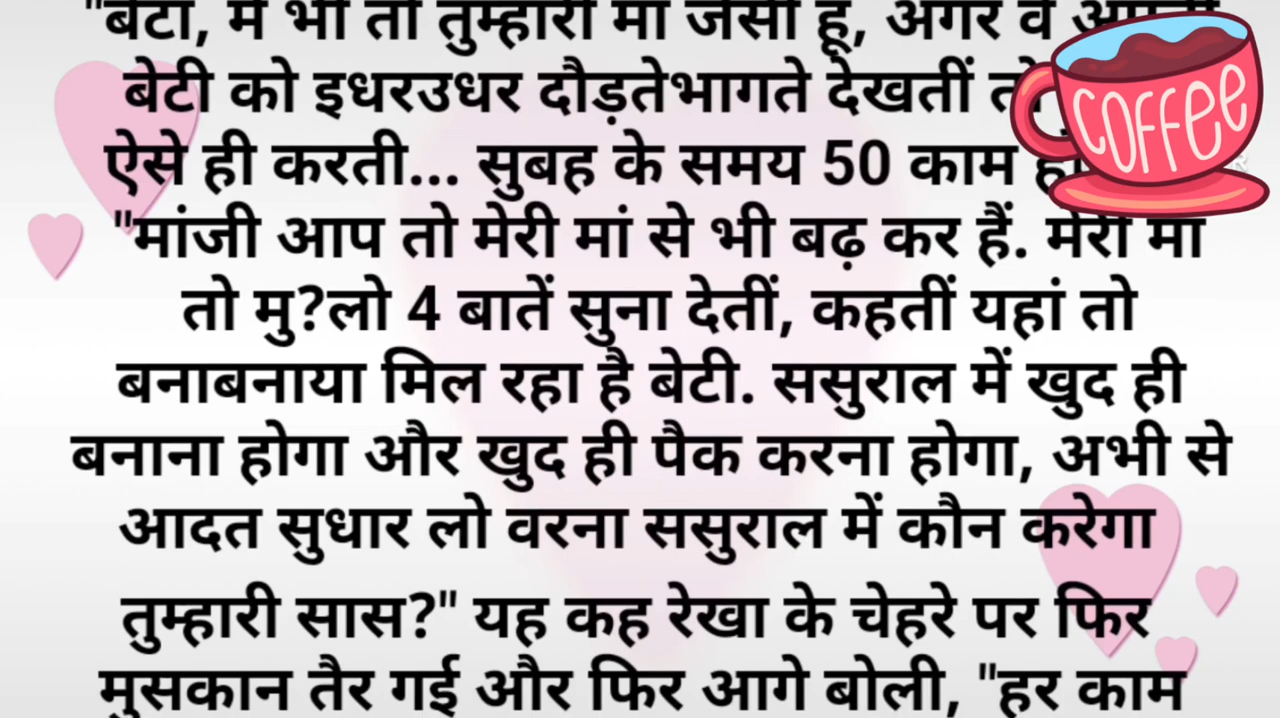 "बेटा, मैं भी तो तुम्हारी मां जैसी हूं, अगर वे अपनी
बेटी को इधरउधर दौड़तेभागते देखतीं
ऐसे ही करती... सुबह के समय 50 काम
"मांजी आप तो मेरी मां से भी बढ़ कर हैं. मेरी मां
तो मु?लो 4 बातें सुना देतीं, कहतीं यहां तो
बनाबनाया मिल रहा है बेटी. ससुराल में खुद ही
बनाना होगा और खुद ही पैक करना होगा, अभी से
आदत सुधार लो वरना ससुराल में कौन करेगा
तुम्हारी सास?" यह कह रेखा के चेहरे पर फिर
मुसकान तैर गई और फिर आगे बोली, "हर काम
COFFEE